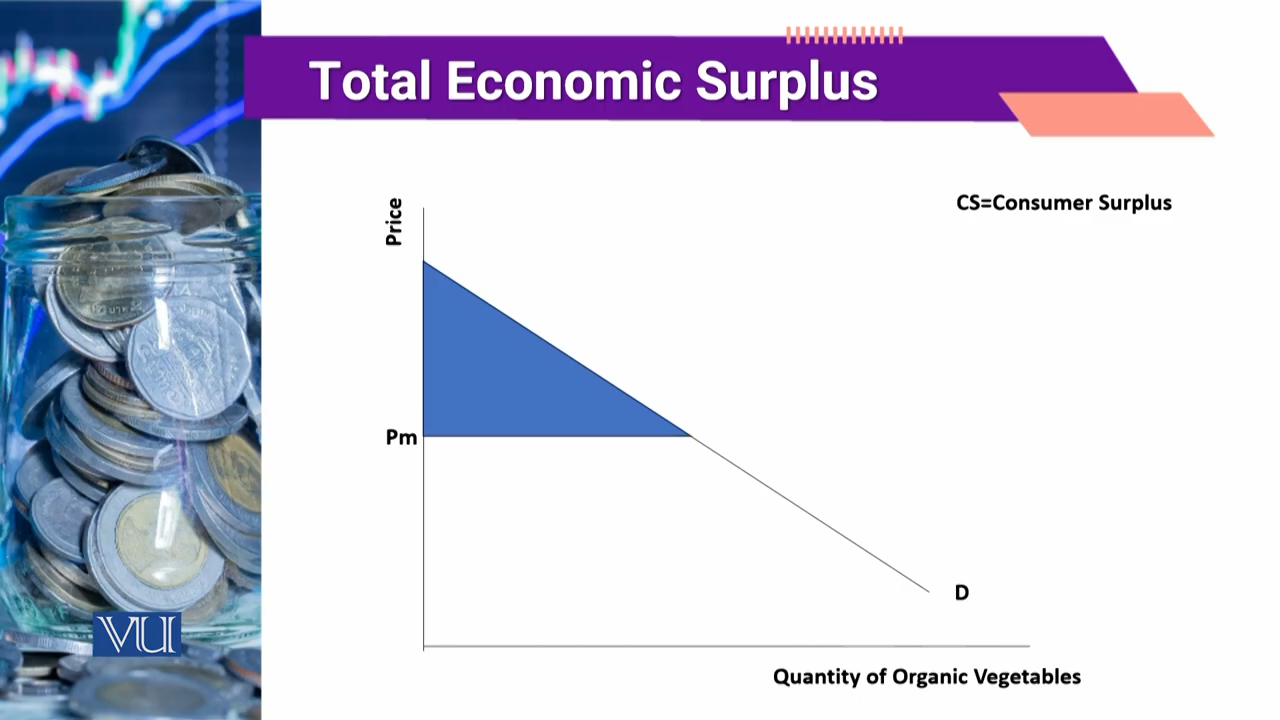 Total Economic Surplus
CS=Consumer Surplus
Price
Pm
D
Quantity of Organic Vegetables
VU